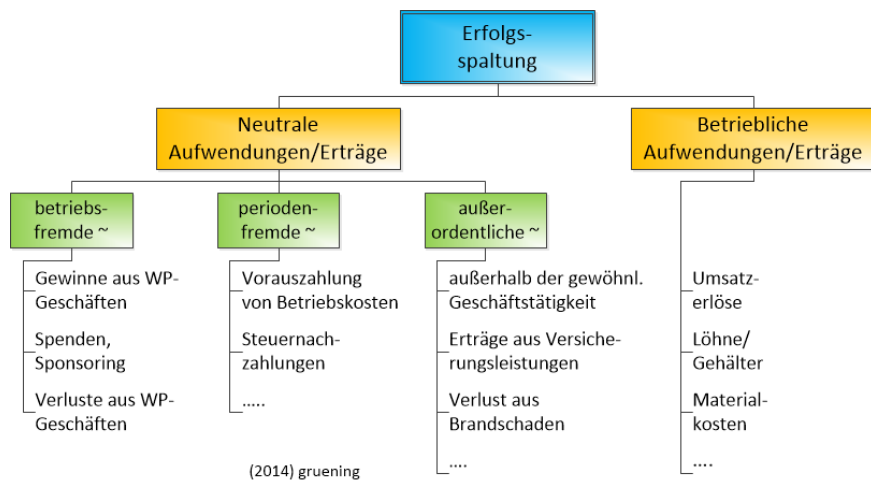 Erfolgs-
spaltung
Neutrale
Aufwendungen/Erträge
Betriebliche
Aufwendungen/Erträge
betriebs-
fremde ~
perioden-
fremde ~
außer-
ordentliche ~
Gewinne aus WP-
Geschäften
Spenden,
Sponsoring
Verluste aus WP-
Geschäften
Vorauszahlung
von Betriebskosten
Steuernach-
zahlungen
.....
außerhalb der gewöhnl.
Geschäftstätigkeit
Erträge aus Versiche-
rungsleistungen
Verlust aus
Brandschaden
....
Umsatz-
erlöse
Löhne/
Gehälter
Material-
kosten
....
(2014) gruening